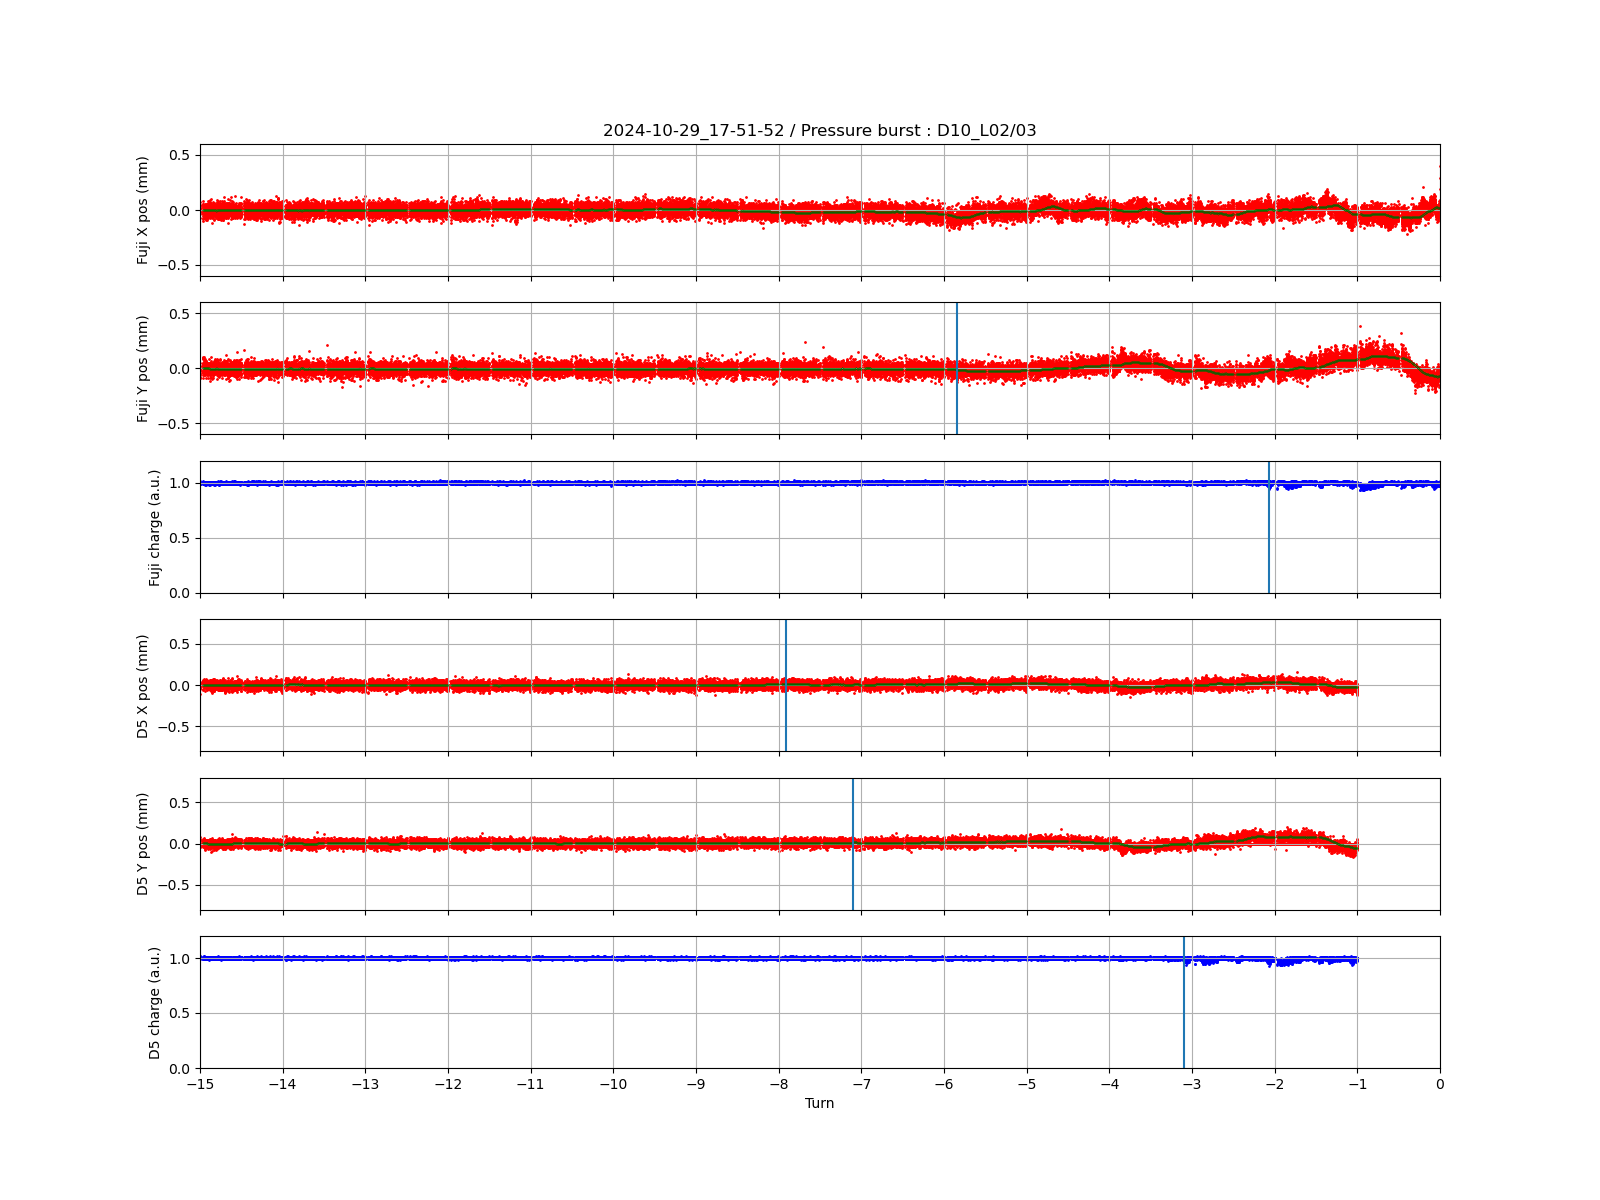 2024-10-29_17-51-52 / Pressure burst : D10_L02/03
Fuji X pos (mm)
0.5
0.0
−0.5
Fuji Y pos (mm)
0.5
0.0
−0.5
Fuji charge (a.u.)
1.0
0.5
0.0
D5 X pos (mm)
0.5
0.0
−0.5
D5 Y pos (mm)
0.5
0.0
−0.5
D5 charge (a.u.)
1.0
0.5
0.0
−15 −14 −13 −12 −11 −10 −9 −8 −7 −6 −5 −4 −3 −2 −1 0
Turn